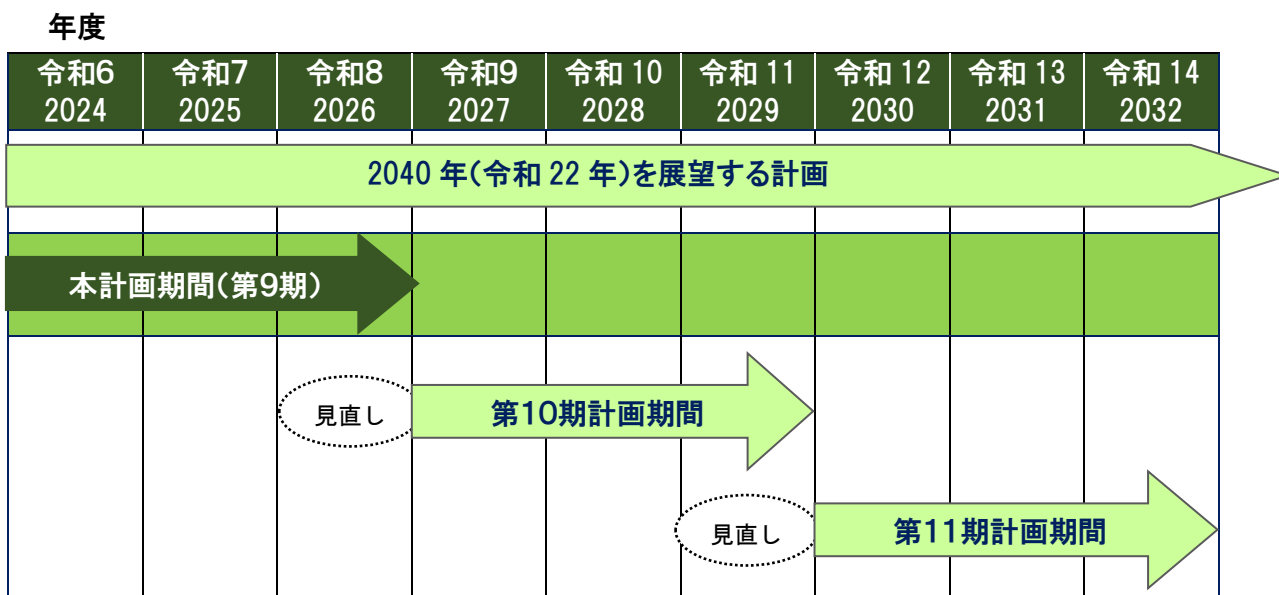 年度
令和6 令和7 令和8 令和9 令和 10 令和 11 令和 12 令和 13 令和 14
2024 2025 2026 2027 2028 2029 2030 2031 2032
2040 年(令和 22 年)を展望する計画
本計画期間(第9期)
見直し 第10期計画期間
見直し 第11期計画期間